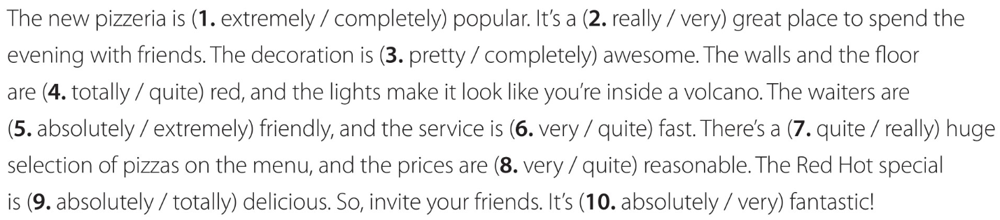 The new pizzeria is (1. extremely / completely) popular. It’s a (2. really / very) great place to spend the
evening with friends. The decoration is (3. pretty / completely) awesome. The walls and the floor
are (4. totally / quite) red, and the lights make it look like you’re inside a volcano. The waiters are
(5. absolutely / extremely) friendly, and the service is (6. very / quite) fast. There’s a (7. quite / really) huge
selection of pizzas on the menu, and the prices are (8. very / quite) reasonable. The Red Hot special
is (9. absolutely / totally) delicious. So, invite your friends. It’s (10. absolutely / very) fantastic!